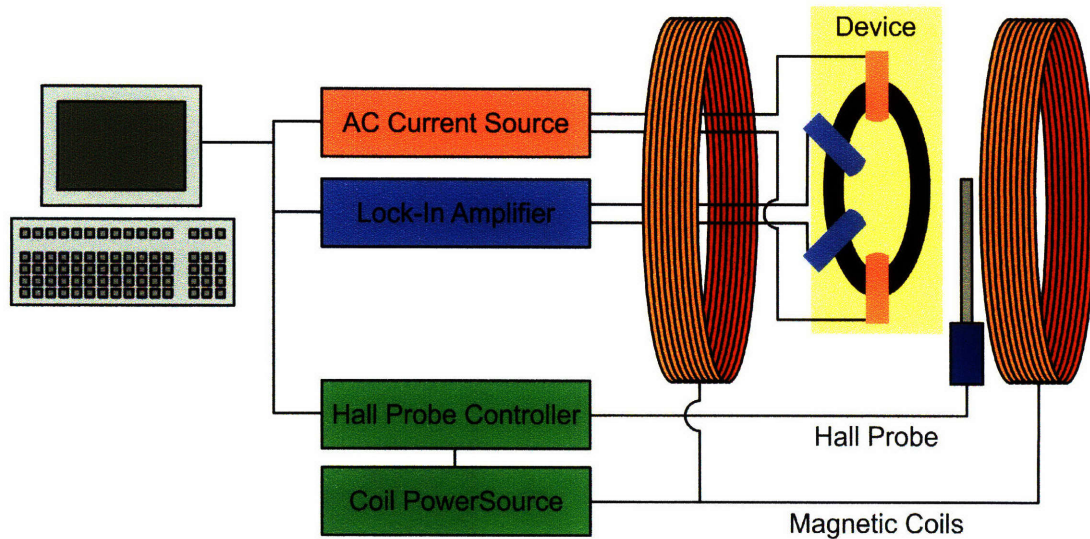 Device
AC Current Source
Lock-In Amplifier
Hall Probe Controller
Hall Probe
Coil PowerSource
Magnetic Coils